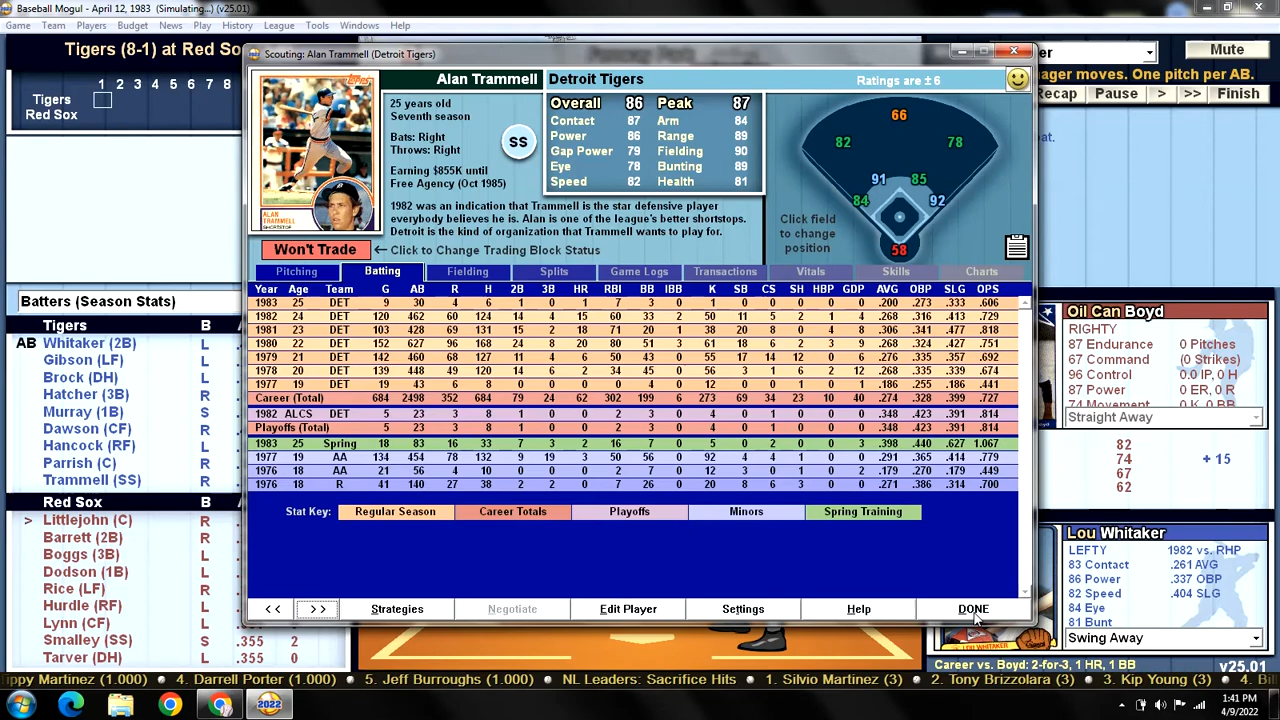 Baseball Mogul - April 12, 1983 (Simulating...) (v25.01)
Game Team Players Budget News Play History League Tools Windows Help
Tigers (8-1) at Red So
1 2 3 4 5 6 7 8
Tigers
Red Sox
Mute
nager moves. One pitch per AB.
Recap Pause > >> Finish
Scouting: Alan Trammell (Detroit Tigers)
Topps
ALAN
TRAMMELL
SHORTSTOP
Alan Trammell
25 years old
Seventh season
Bats: Right
Throws: Right
Earning $855K until
Free Agency (Oct 1985)
SS
Detroit Tigers
Ratings are ± 6
Overall 86 Peak 87
Contact 87 Arm 84
Power 86 Range 89
Gap Power 79 Fielding 90
Eye 78 Bunting 89
Speed 82 Health 81
1982 was an indication that Trammell is the star defensive player
everybody believes he is. Alan is one of the league's better shortstops.
Detroit is the kind of organization that Trammell wants to play for.
66
82 78
91 85
84 92
58
Click field
to change
position
Won't Trade ← Click to Change Trading Block Status
Pitching Batting Fielding Splits Game Logs Transactions Vitals Skills Charts
Year Age Team G AB R H 2B 3B HR RBI BB IBB K SB CS SH HBP GDP AVG OBP SLG OPS
1983 25 DET 9 30 4 6 1 0 1 7 3 0 1 0 0 0 0 0 .200 .273 .333 .606
1982 24 DET 120 462 60 124 14 4 15 60 33 2 50 11 5 2 1 4 .268 .316 .413 .729
1981 23 DET 103 428 69 131 15 2 18 71 20 1 38 20 8 0 4 8 .306 .341 .477 .818
1980 22 DET 152 627 96 168 24 8 20 80 51 3 61 18 6 2 3 9 .268 .324 .427 .751
1979 21 DET 142 460 68 127 11 4 6 50 43 0 55 17 14 12 0 6 .276 .335 .357 .692
1978 20 DET 139 448 49 120 14 6 2 34 45 0 56 3 1 6 2 12 .268 .339 .335 .674
1977 19 DET 19 43 6 8 0 0 0 0 4 0 12 0 0 1 0 1 .186 .255 .186 .441
Career (Total) 684 2498 352 684 79 24 62 302 199 6 273 69 34 23 10 40 .274 .328 .399 .727
1982 ALCS DET 5 23 3 8 1 0 0 2 3 0 4 0 1 0 0 0 .348 .423 .391 .814
Playoffs (Total) 5 23 3 8 1 0 0 2 3 0 4 0 1 0 0 0 .348 .423 .391 .814
1983 25 Spring 18 83 16 33 7 3 2 16 7 0 5 0 2 0 0 3 .398 .440 .627 1.067
1977 19 AA 134 454 78 132 9 19 3 50 56 0 92 4 4 1 0 0 .291 .365 .414 .779
1976 18 AA 21 56 4 10 0 0 0 2 7 0 12 3 0 1 0 2 .179 .270 .179 .449
1976 18 R 41 140 27 38 2 2 0 7 26 0 20 8 6 3 0 0 .271 .386 .314 .700
Stat Key: Regular Season Career Totals Playoffs Minors Spring Training
<< >> Strategies Negotiate Edit Player Settings Help DONE
Batters (Season Stats)
Tigers B
AB Whitaker (2B) L
Gibson (LF) L
Brock (DH) L
Hatcher (3B) R
Murray (1B) S
Dawson (CF) R
Hancock (RF) L
Parrish (C) R
Trammell (SS) R
Red Sox B
> Littlejohn (C) R
Barrett (2B) R
Boggs (3B) L
Dodson (1B) L
Rice (LF) R
Hurdle (RF) L
Lynn (CF) L
Smalley (SS) S .355 2
Tarver (DH) L .355 0
Oil Can Boyd
RIGHTY
87 Endurance 0 Pitches
67 Command (0 Strikes)
96 Control 0.0 IP, 0 H
87 Power 0 ER, 0 R
74 Movement 0 K, 0 BB
Straight Away
82
74 + 15
67
62
Lou Whitaker
LEFTY 1982 vs. RHP
83 Contact .261 AVG
86 Power .337 OBP
82 Speed .404 SLG
84 Eye
81 Bunt
Swing Away
LOU WHITAKER
Career vs. Boyd: 2-for-3, 1 HR, 1 BB
v25.01
ippy Martinez (1.000) 4. Darrell Porter (1.000) 5. Jeff Burroughs (1.000) NL Leaders: Sacrifice Hits 1. Silvio Martinez (3) 2. Tony Brizzolara (3) 3. Kip Young (3) 4. Bil
2022
1:41 PM
4/9/2022